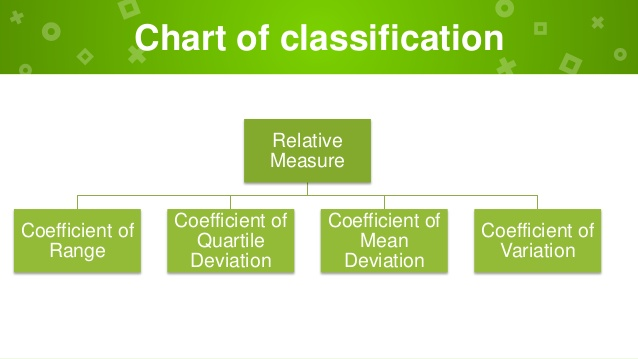 Chart of classification
Relative
Measure
Coefficient of
Range
Coefficient of
Quartile
Deviation
Coefficient of
Mean
Deviation
Coefficient of
Variation